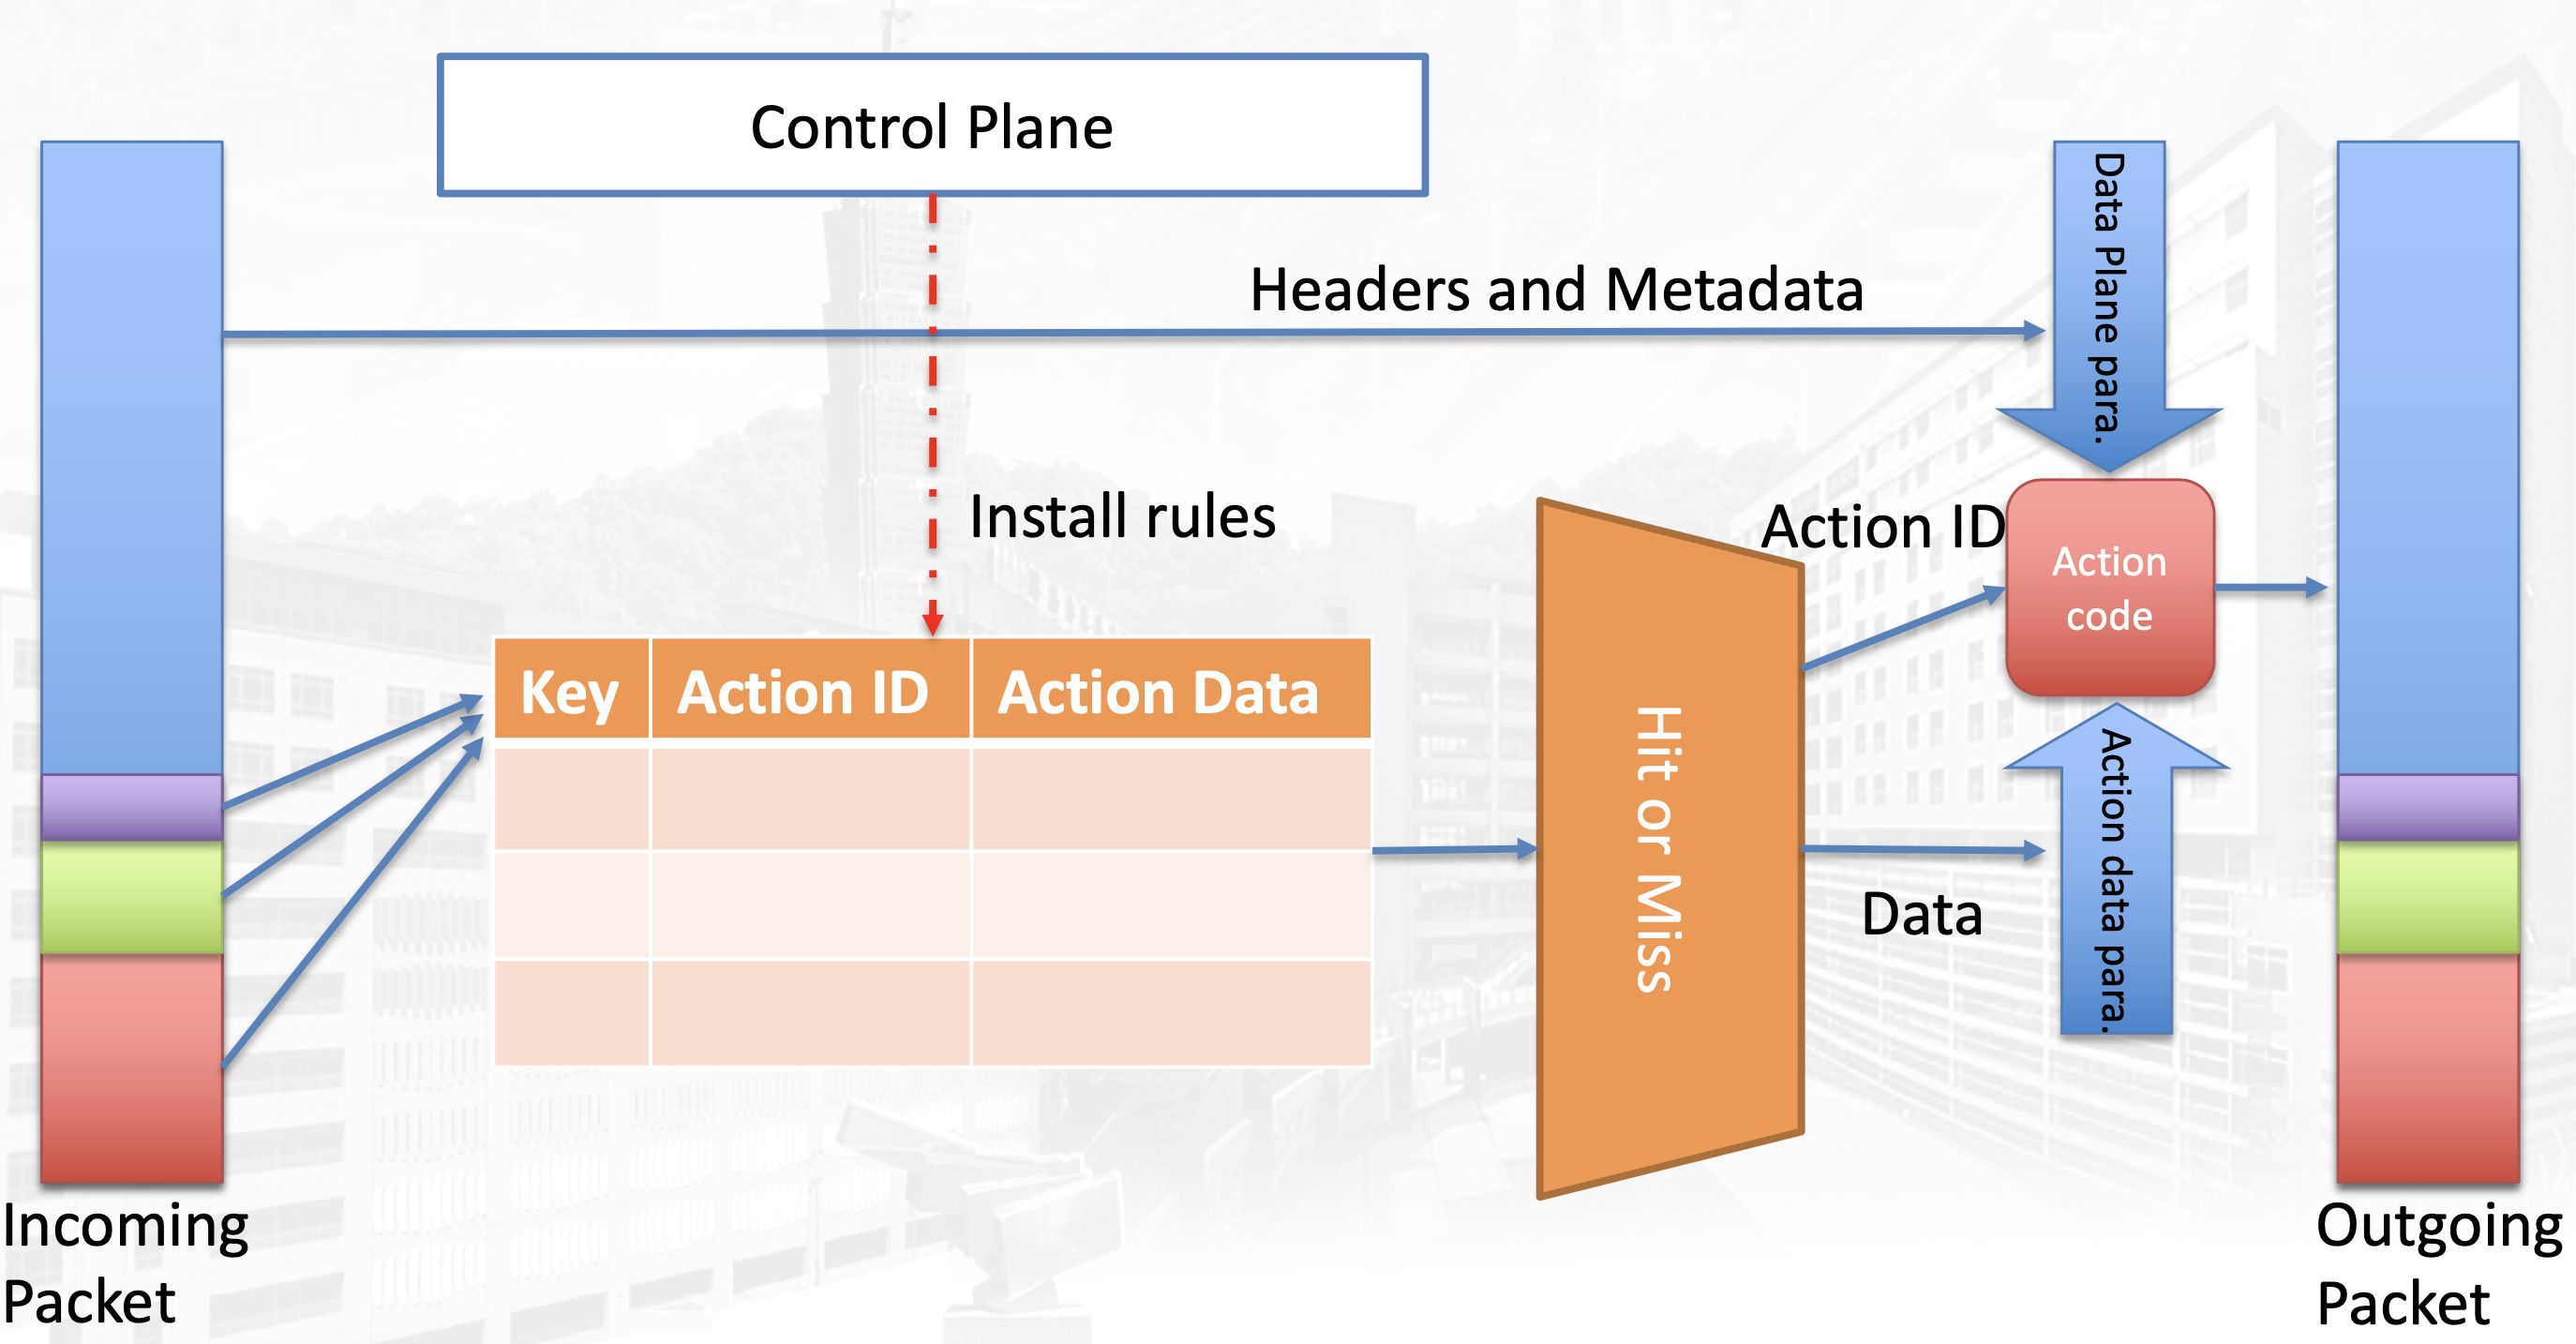 Control Plane
Headers and Metadata
Data Plane para.
Install rules
Action ID
Action
code
Key
Action ID
Action Data
Hit or Miss
Data
Action data para.
Incoming
Packet
Outgoing
Packet